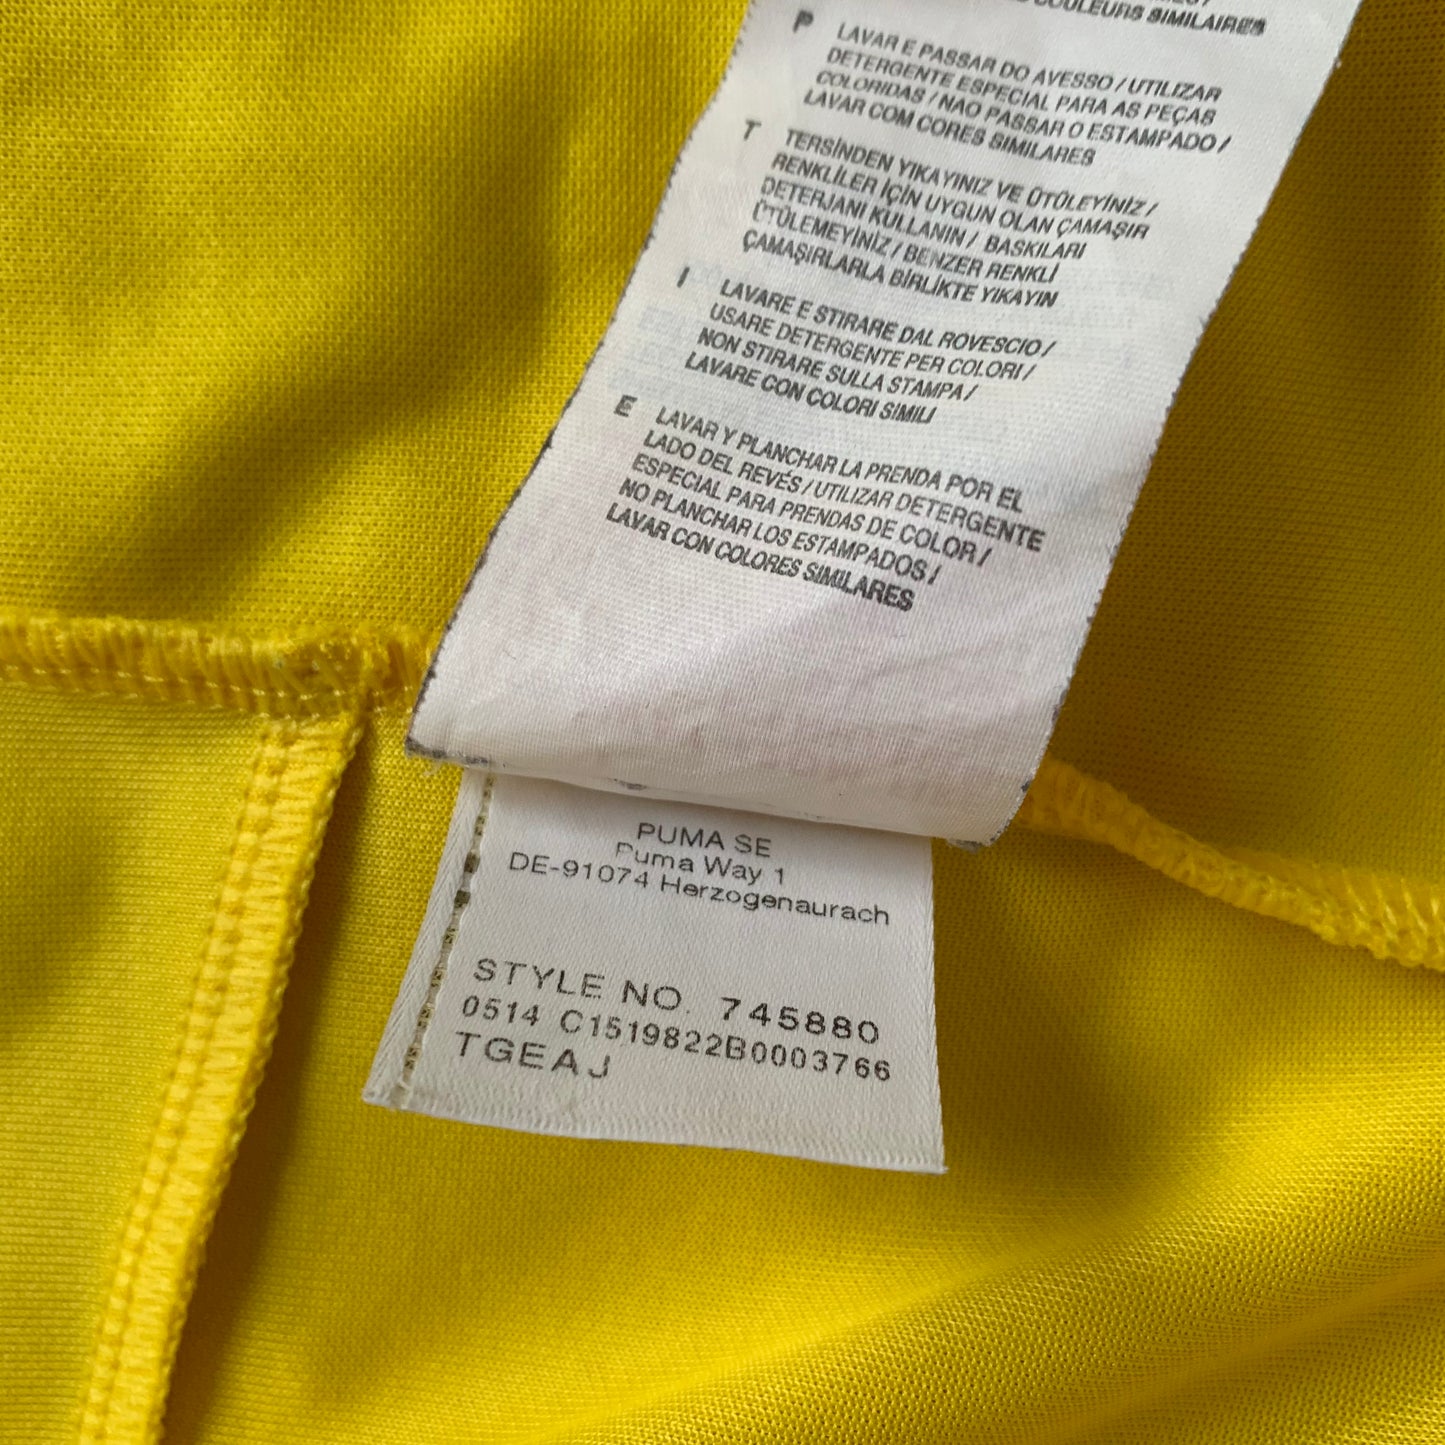 COULEURS SIMILAIRES
P LAVAR E PASSAR DO AVESSO / UTILIZAR
DETERGENTE ESPECIAL PARA AS PEÇAS
COLORIDAS / NAO PASSAR O ESTAMPADO /
LAVAR COM CORES SIMILARES
T TERSİNDEN YIKAYINIZ VE ÜTÜLEYİNİZ /
RENKLİLER İÇİN UYGUN OLAN ÇAMAŞIR
DETERJANI KULLANIN / BASKILARI
ÜTÜLEMEYİNİZ / BENZER RENKLİ
ÇAMAŞIRLARLA BİRLİKTE YIKAYIN
I LAVARE E STIRARE DAL ROVESCIO /
USARE DETERGENTE PER COLORI /
NON STIRARE SULLA STAMPA /
LAVARE CON COLORI SIMILI
E LAVAR Y PLANCHAR LA PRENDA POR EL
LADO DEL REVÉS / UTILIZAR DETERGENTE
ESPECIAL PARA PRENDAS DE COLOR /
NO PLANCHAR LOS ESTAMPADOS /
LAVAR CON COLORES SIMILARES
PUMA SE
Puma Way 1
DE-91074 Herzogenaurach
STYLE NO. 745880
0514 C1519822B0003766
TGEAJ